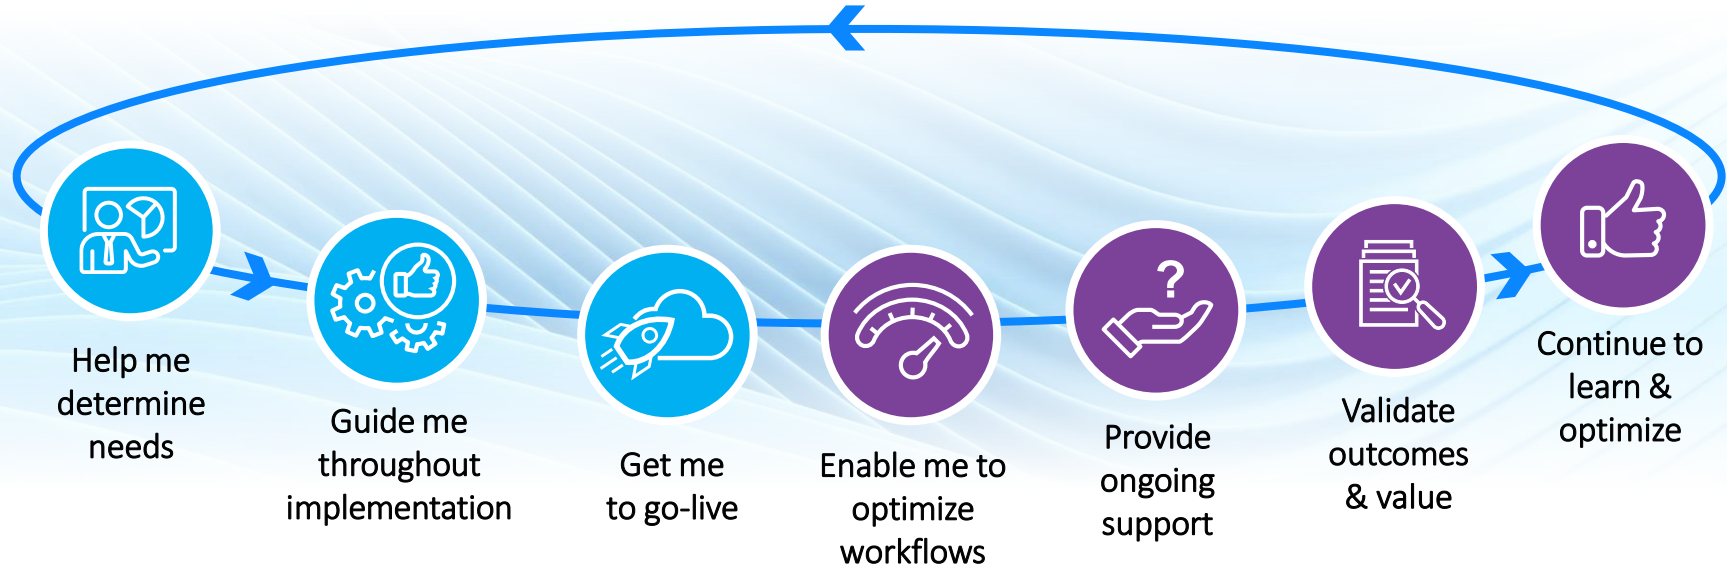 Help me
determine
needs
Guide me
throughout
implementation
Get me
to go-live
Enable me to
optimize
workflows
?
Provide
ongoing
support
Validate
outcomes
& value
Continue to
learn &
optimize